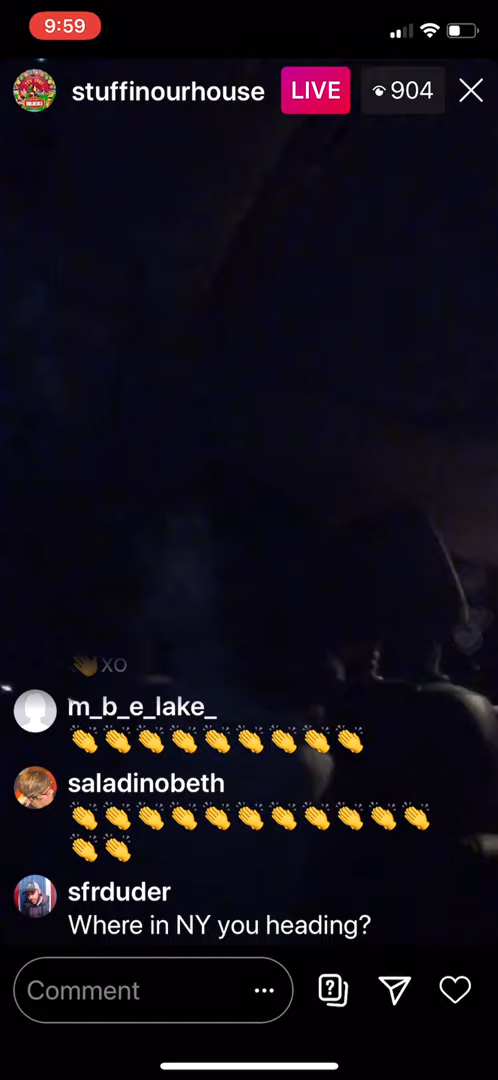 9:59
stuffinourhouse LIVE 904
👋 XO
m_b_e_lake_
👏👏👏👏👏👏👏👏👏
saladinobeth
👏👏👏👏👏👏👏👏👏👏👏
👏👏
sfrduder
Where in NY you heading?
Comment